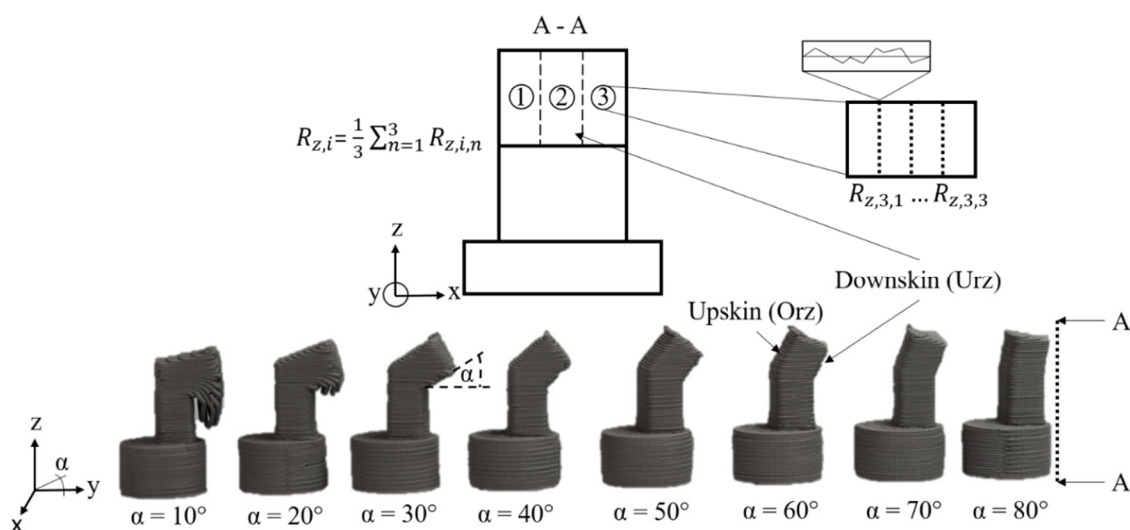 A - A
① ② ③
R_{z,i}=\frac{1}{3}\sum_{n=1}^{3} R_{z,i,n}
R_{z,3,1} ... R_{z,3,3}
z
y x
Downskin (Urz)
Upskin (Orz)
A
α
z
α
y
x
A
α = 10° α = 20° α = 30° α = 40° α = 50° α = 60° α = 70° α = 80°